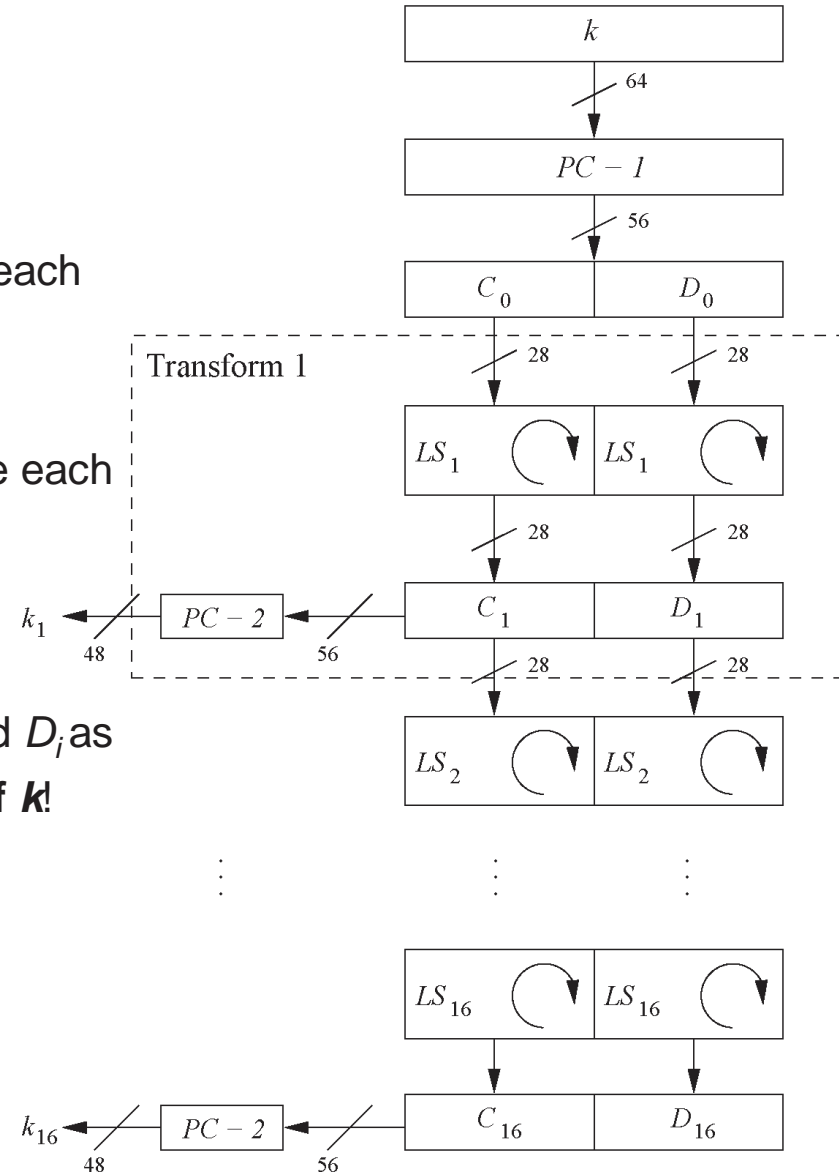 k
64
PC – 1
56
each
C0 D0
Transform 1
28 28
LS1 LS1
e each
28 28
k1 PC – 2 C1 D1
48 56
28 28
d Di as
LS2 LS2
f k!
LS16 LS16
k16 PC – 2 C16 D16
48 56